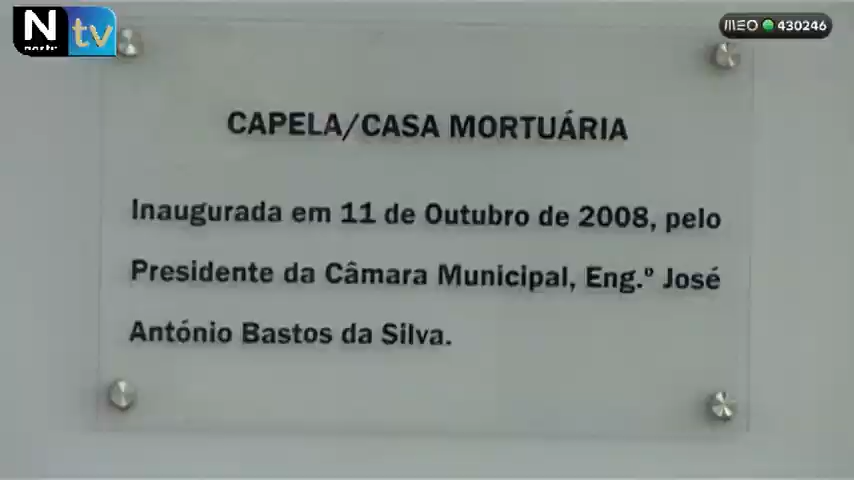 N tv
norte
MEO 430246
CAPELA/CASA MORTUÁRIA
Inaugurada em 11 de Outubro de 2008, pelo
Presidente da Câmara Municipal, Eng.º José
António Bastos da Silva.